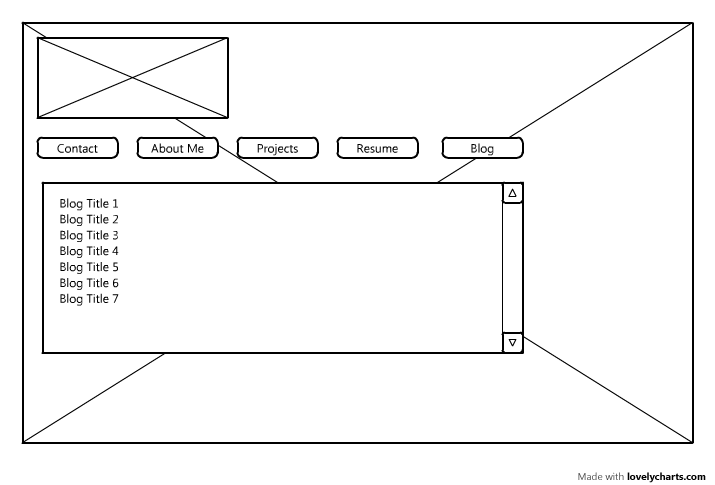 Contact About Me Projects Resume Blog
Blog Title 1
Blog Title 2
Blog Title 3
Blog Title 4
Blog Title 5
Blog Title 6
Blog Title 7
Made with lovelycharts.com